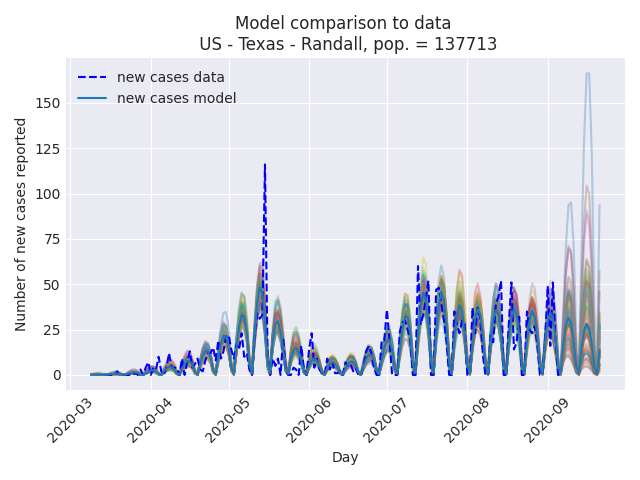 Model comparison to data
US - Texas - Randall, pop. = 137713
new cases data
new cases model
Number of new cases reported
150
125
100
75
50
25
0
2020-03
2020-04
2020-05
2020-06
2020-07
2020-08
2020-09
Day